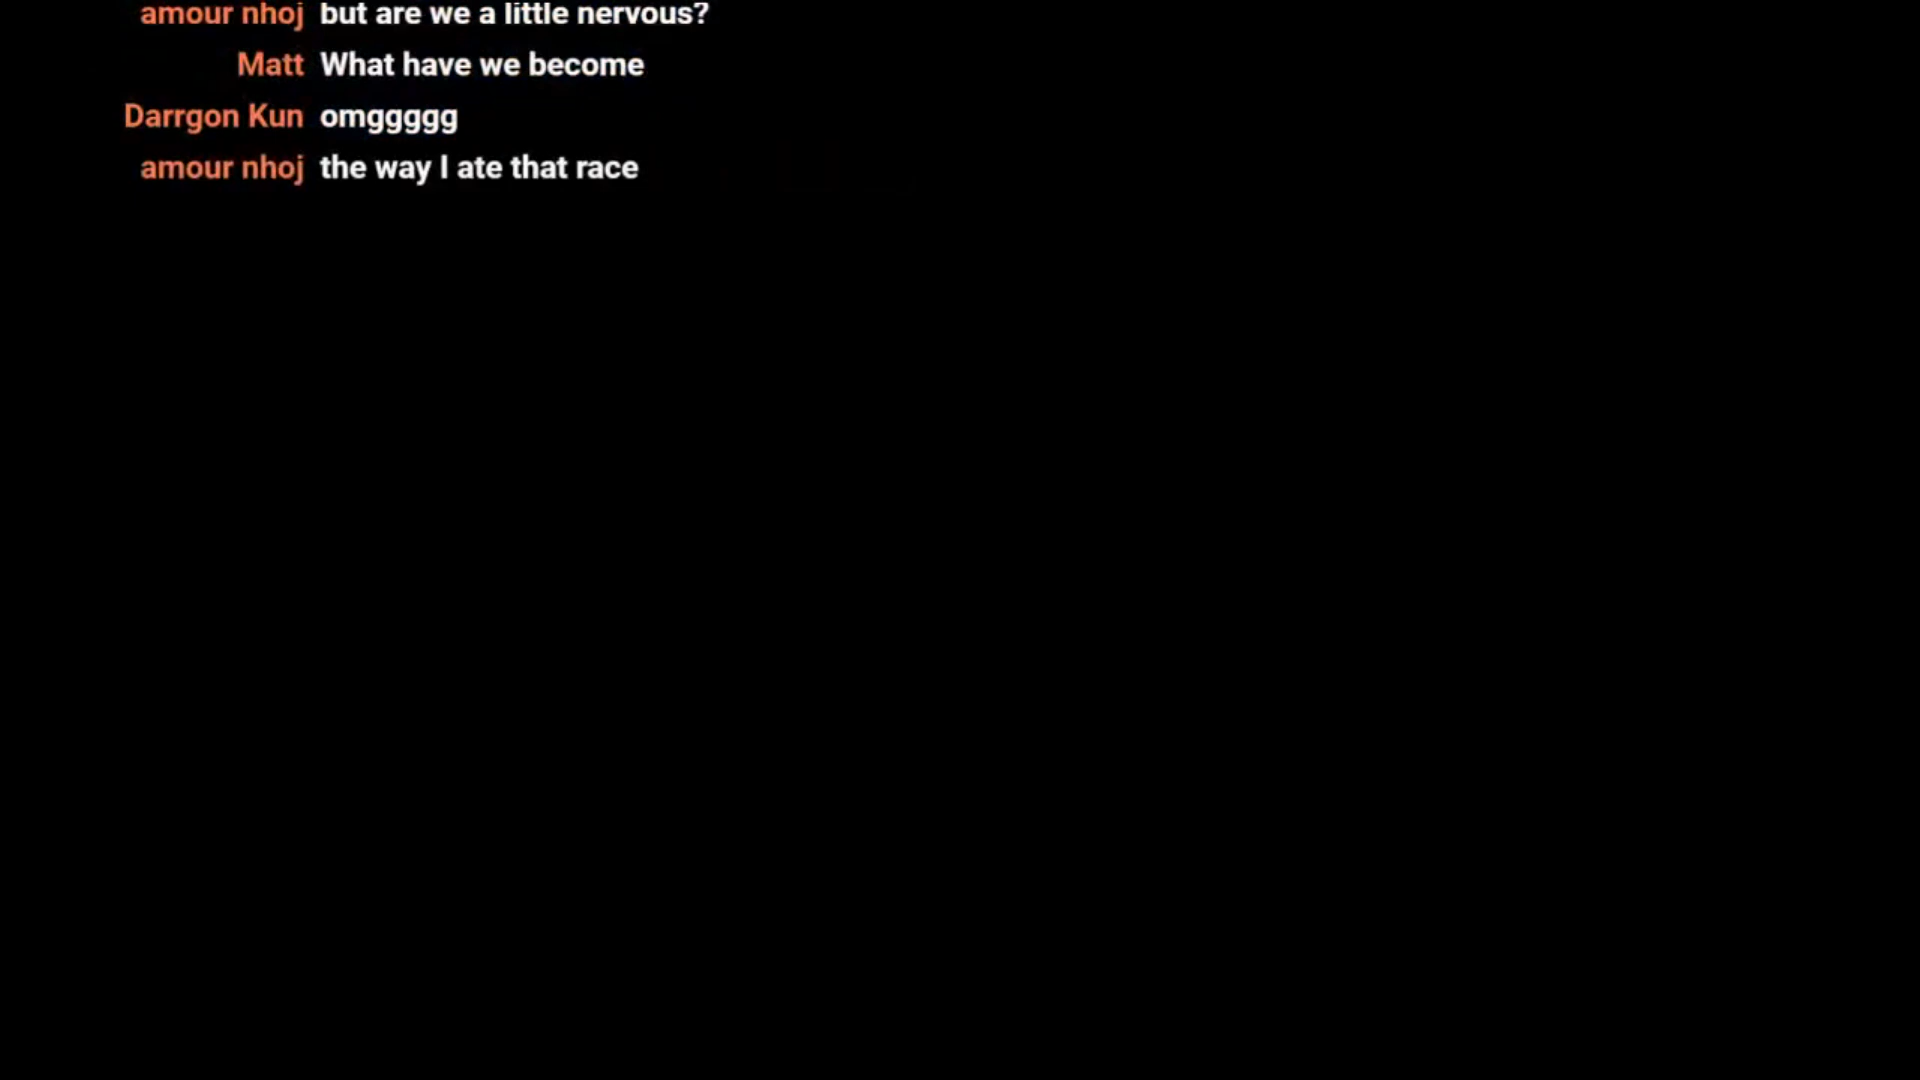 amour nhoj but are we a little nervous?
Matt What have we become
Darrgon Kun omggggg
amour nhoj the way I ate that race